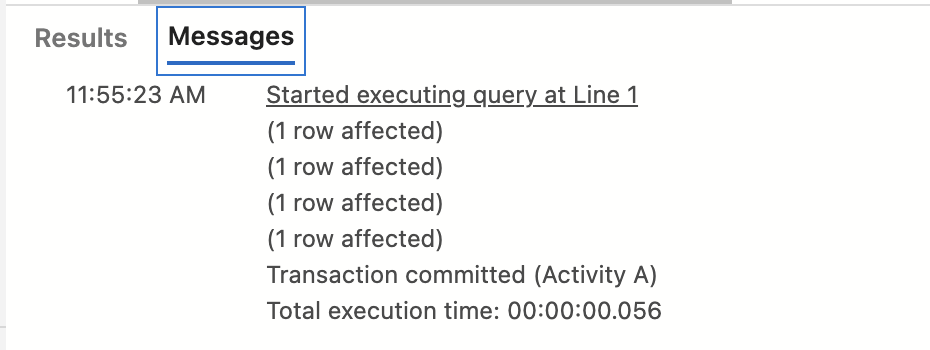 Results Messages
11:55:23 AM Started executing query at Line 1
(1 row affected)
(1 row affected)
(1 row affected)
(1 row affected)
Transaction committed (Activity A)
Total execution time: 00:00:00.056